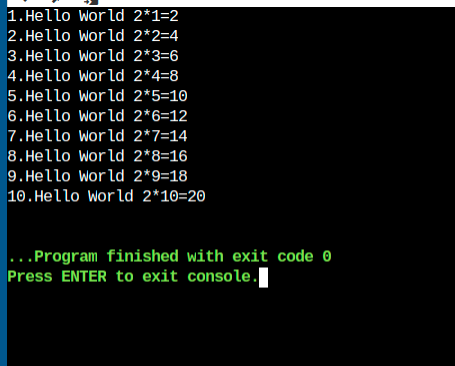 1.Hello World 2*1=2
2.Hello World 2*2=4
3.Hello World 2*3=6
4.Hello World 2*4=8
5.Hello World 2*5=10
6.Hello World 2*6=12
7.Hello World 2*7=14
8.Hello World 2*8=16
9.Hello World 2*9=18
10.Hello World 2*10=20
...Program finished with exit code 0
Press ENTER to exit console.